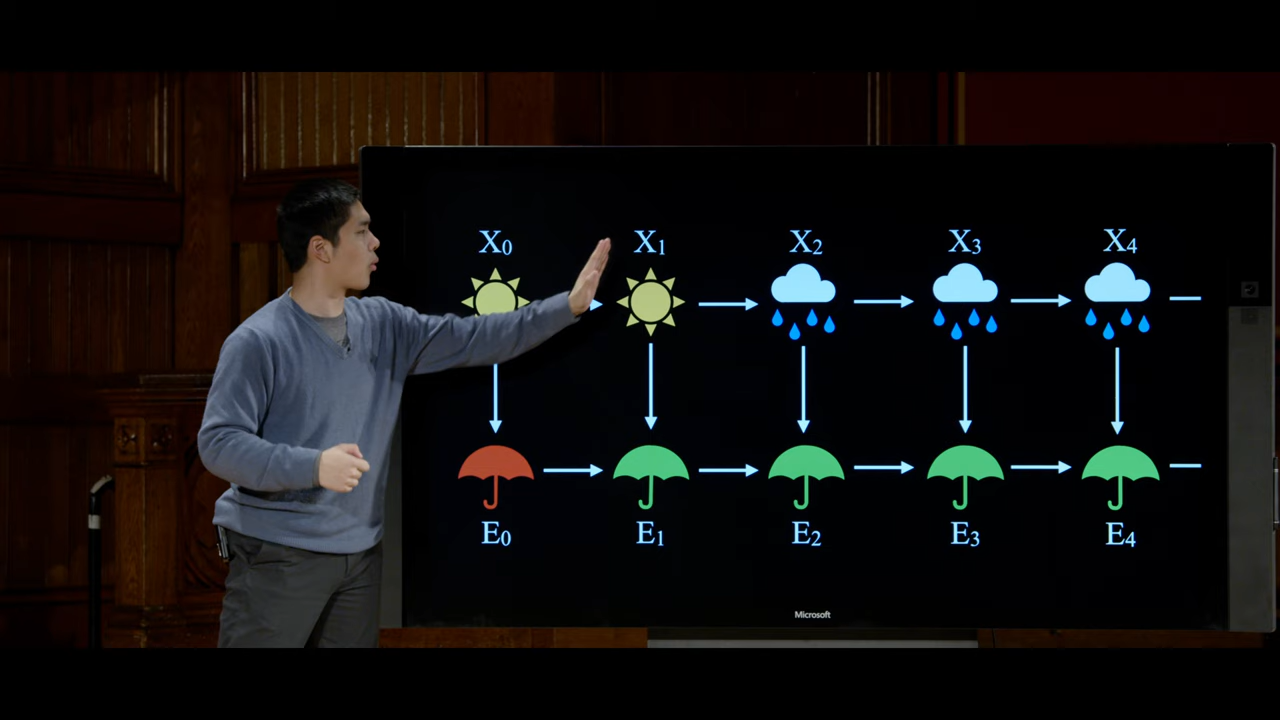 X₀ X₁ X₂ X₃ X₄
E₀ E₁ E₂ E₃ E₄
Microsoft